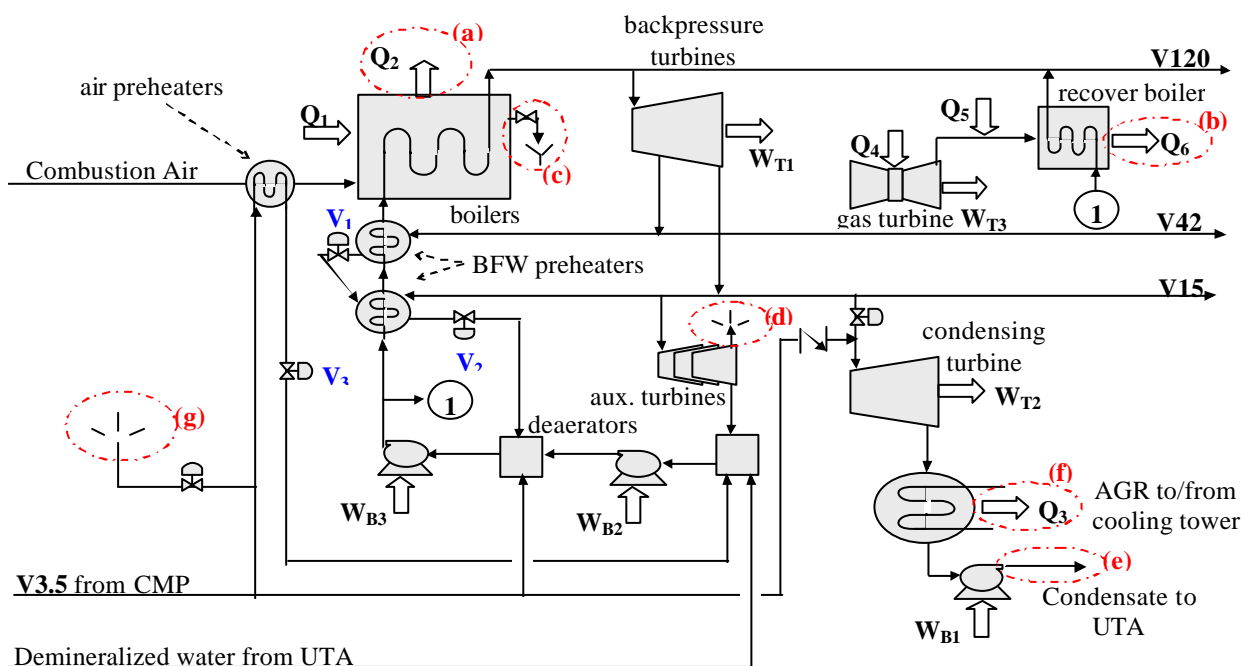 (a)
backpressure
turbines
Q2
V120
air preheaters
recover boiler
Q1
Q5
(b)
Q4
Q6
WT1
Combustion Air
(c)
1
V1
boilers
gas turbine WT3
V42
BFW preheaters
V15
(d)
condensing
turbine
V2
V3
WT2
aux. turbines
1
(g)
deaerators
(f)
AGR to/from
cooling tower
Q3
WB3
WB2
(e)
V3.5 from CMP
Condensate to
UTA
WB1
Demineralized water from UTA